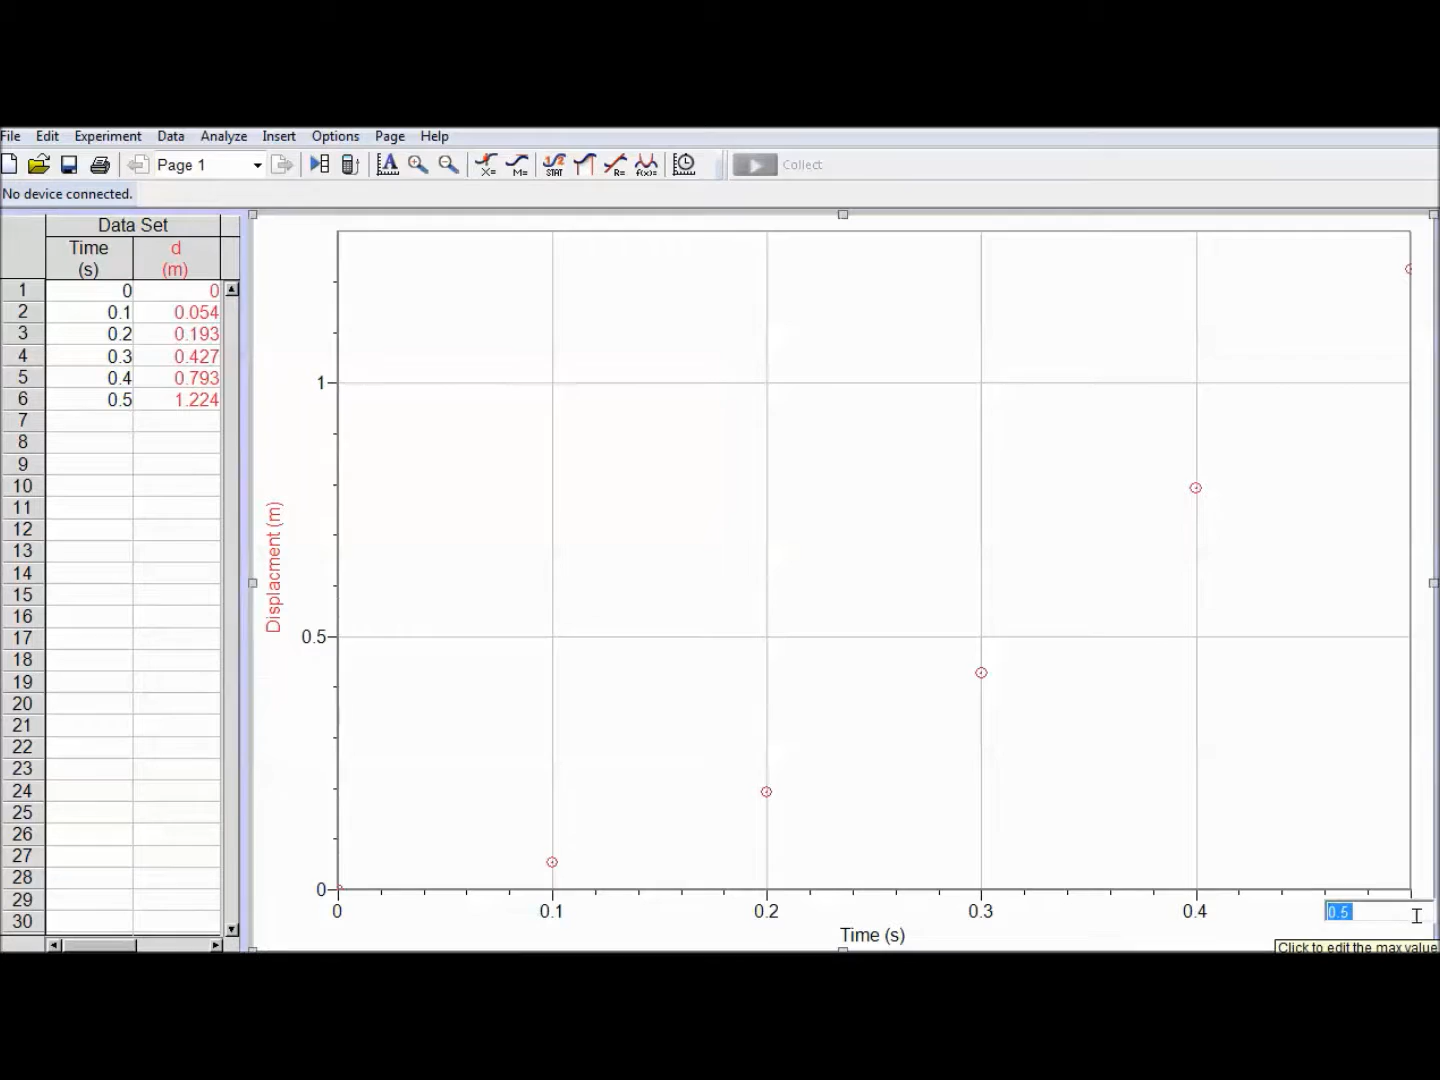 File Edit Experiment Data Analyze Insert Options Page Help
Page 1 X= M= STAT R= f(x)= Collect
No device connected.
Data Set
Time d
(s) (m)
1 0 0
2 0.1 0.054
3 0.2 0.193
4 0.3 0.427
5 0.4 0.793
6 0.5 1.224
7
8
9
10
11
12
13
14
15
16
17
18
19
20
21
22
23
24
25
26
27
28
29
30
Displacment (m)
1
0.5
0
0 0.1 0.2 0.3 0.4 0.5
Time (s)
Click to edit the max value